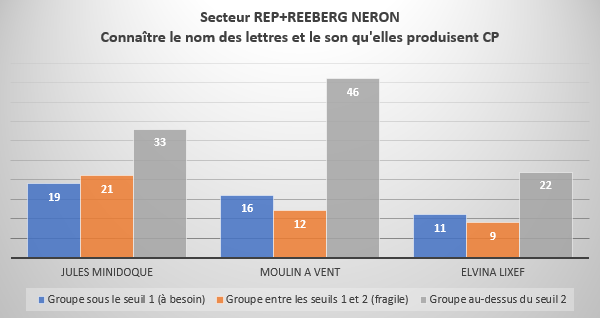 Secteur REP+REEBERG NERON
Connaître le nom des lettres et le son qu'elles produisent CP
19 21 33 16 12 46 11 9 22
JULES MINIDOQUE MOULIN A VENT ELVINA LIXEF
Groupe sous le seuil 1 (à besoin) Groupe entre les seuils 1 et 2 (fragile) Groupe au-dessus du seuil 2